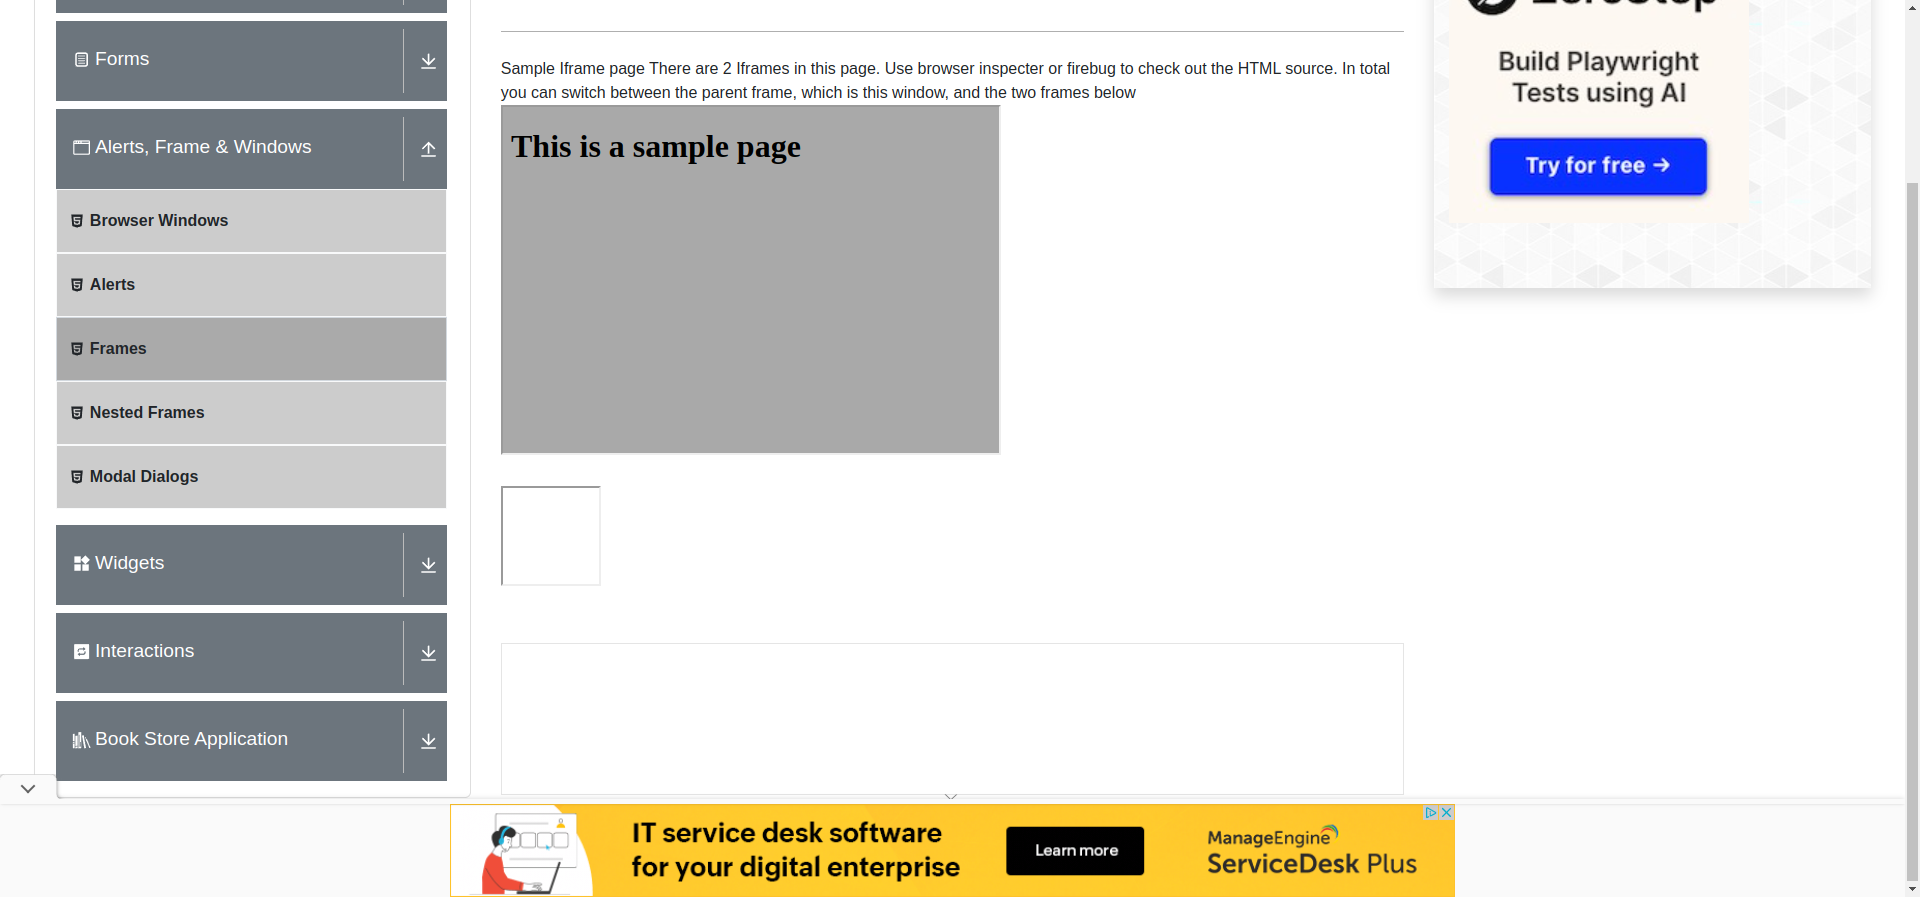 Forms
Alerts, Frame & Windows
Browser Windows
Alerts
Frames
Nested Frames
Modal Dialogs
Widgets
Interactions
Book Store Application
Sample Iframe page There are 2 Iframes in this page. Use browser inspecter or firebug to check out the HTML source. In total
you can switch between the parent frame, which is this window, and the two frames below
This is a sample page
ZeroStep
Build Playwright
Tests using AI
Try for free →
IT service desk software
for your digital enterprise
Learn more
ManageEngine
ServiceDesk Plus